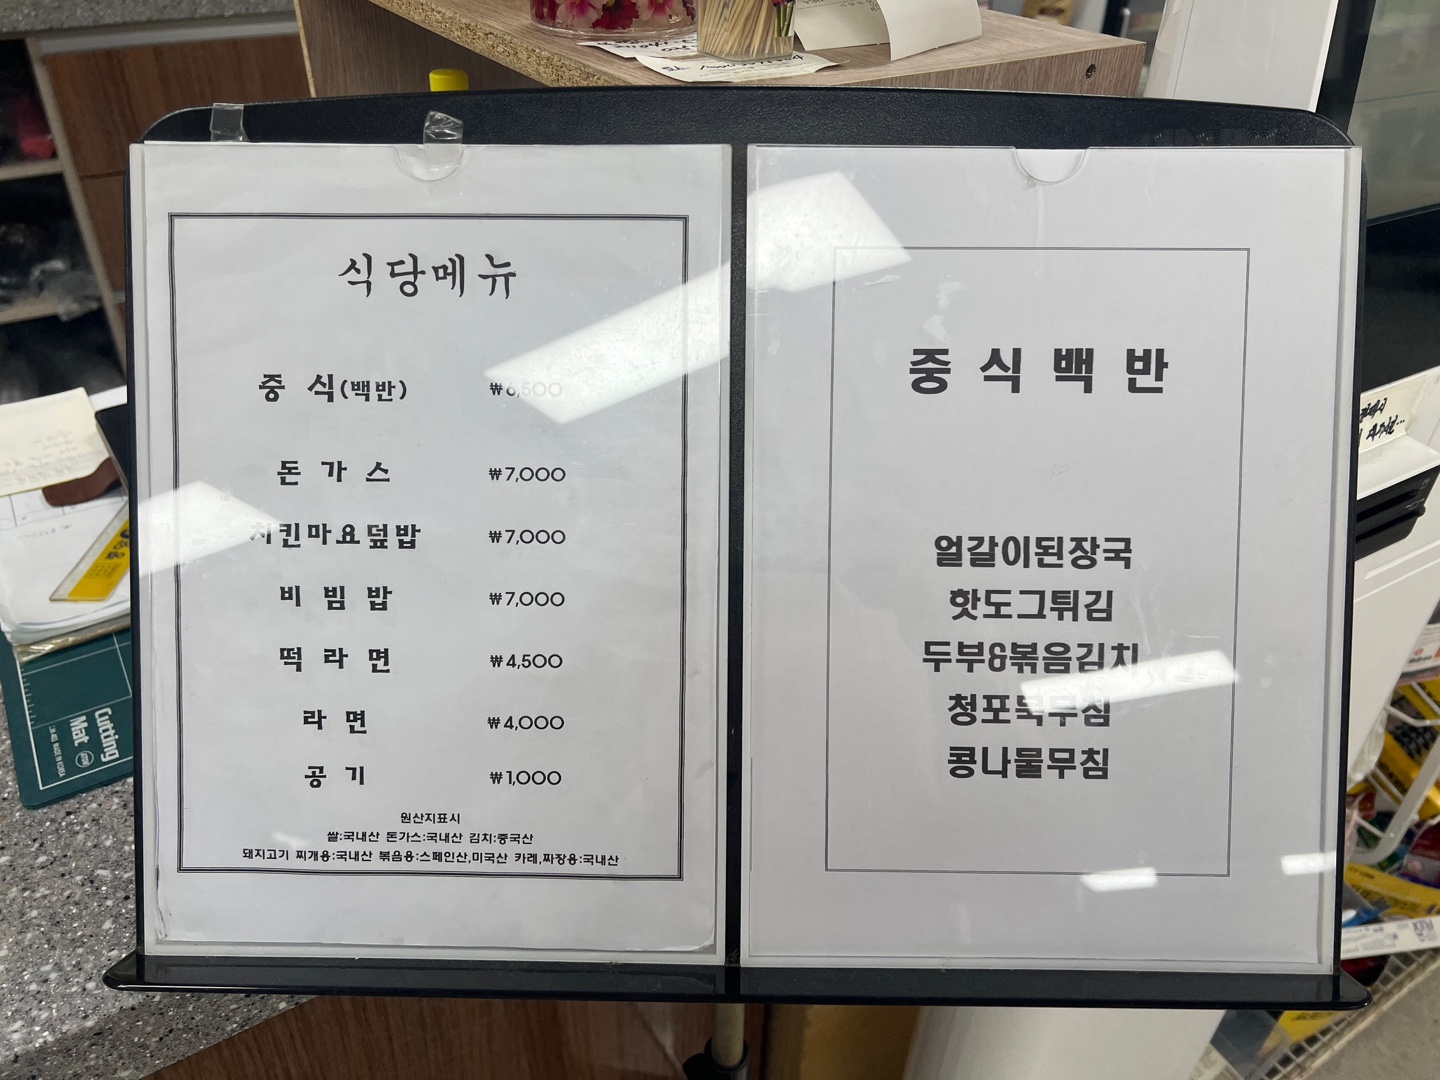 식당메뉴
중 식(백반) ₩6,500
돈 가 스 ₩7,000
치킨마요덮밥 ₩7,000
비 빔 밥 ₩7,000
떡 라 면 ₩4,500
라 면 ₩4,000
공 기 ₩1,000
원산지표시
쌀:국내산 돈가스:국내산 김치:중국산
돼지고기 찌개용:국내산 볶음용:스페인산,미국산 카레,짜장용:국내산
중 식 백 반
얼갈이된장국
핫도그튀김
두부&볶음김치
청포묵무침
콩나물무침
Cutting
Mat
MADE IN KOREA